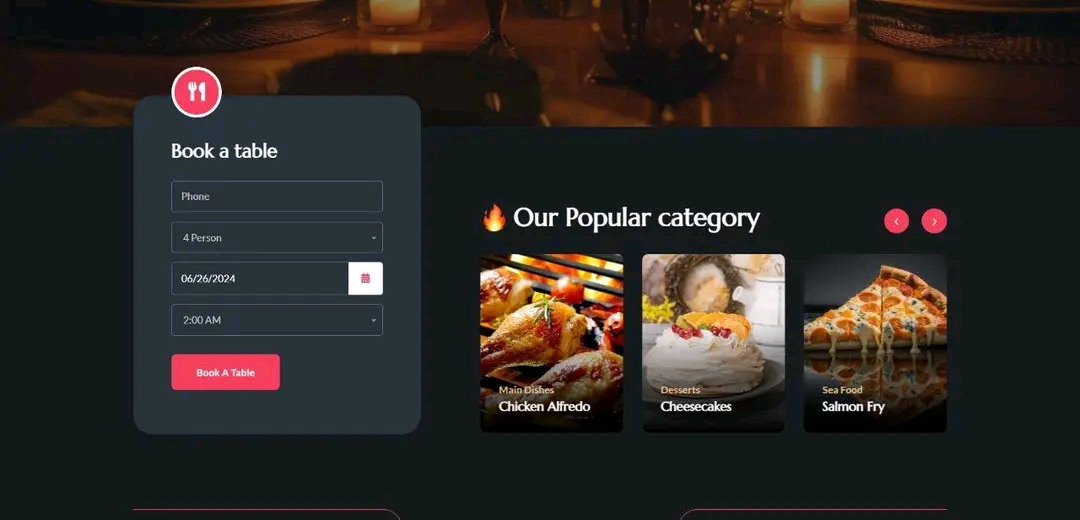 Book a table
Phone
4 Person
06/26/2024
2:00 AM
Book A Table
🔥 Our Popular category
Main Dishes
Chicken Alfredo
Desserts
Cheesecakes
Sea Food
Salmon Fry